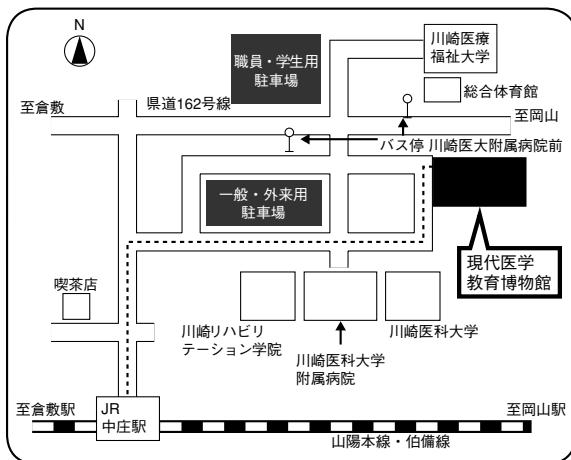 N
職員・学生用
駐車場
川崎医療
福祉大学
総合体育館
至倉敷
県道162号線
至岡山
バス停 川崎医大附属病院前
一般・外来用
駐車場
現代医学
教育博物館
喫茶店
川崎リハビリ
テーション学院
川崎医科大学
附属病院
川崎医科大学
至倉敷駅
JR
中庄駅
至岡山駅
山陽本線・伯備線